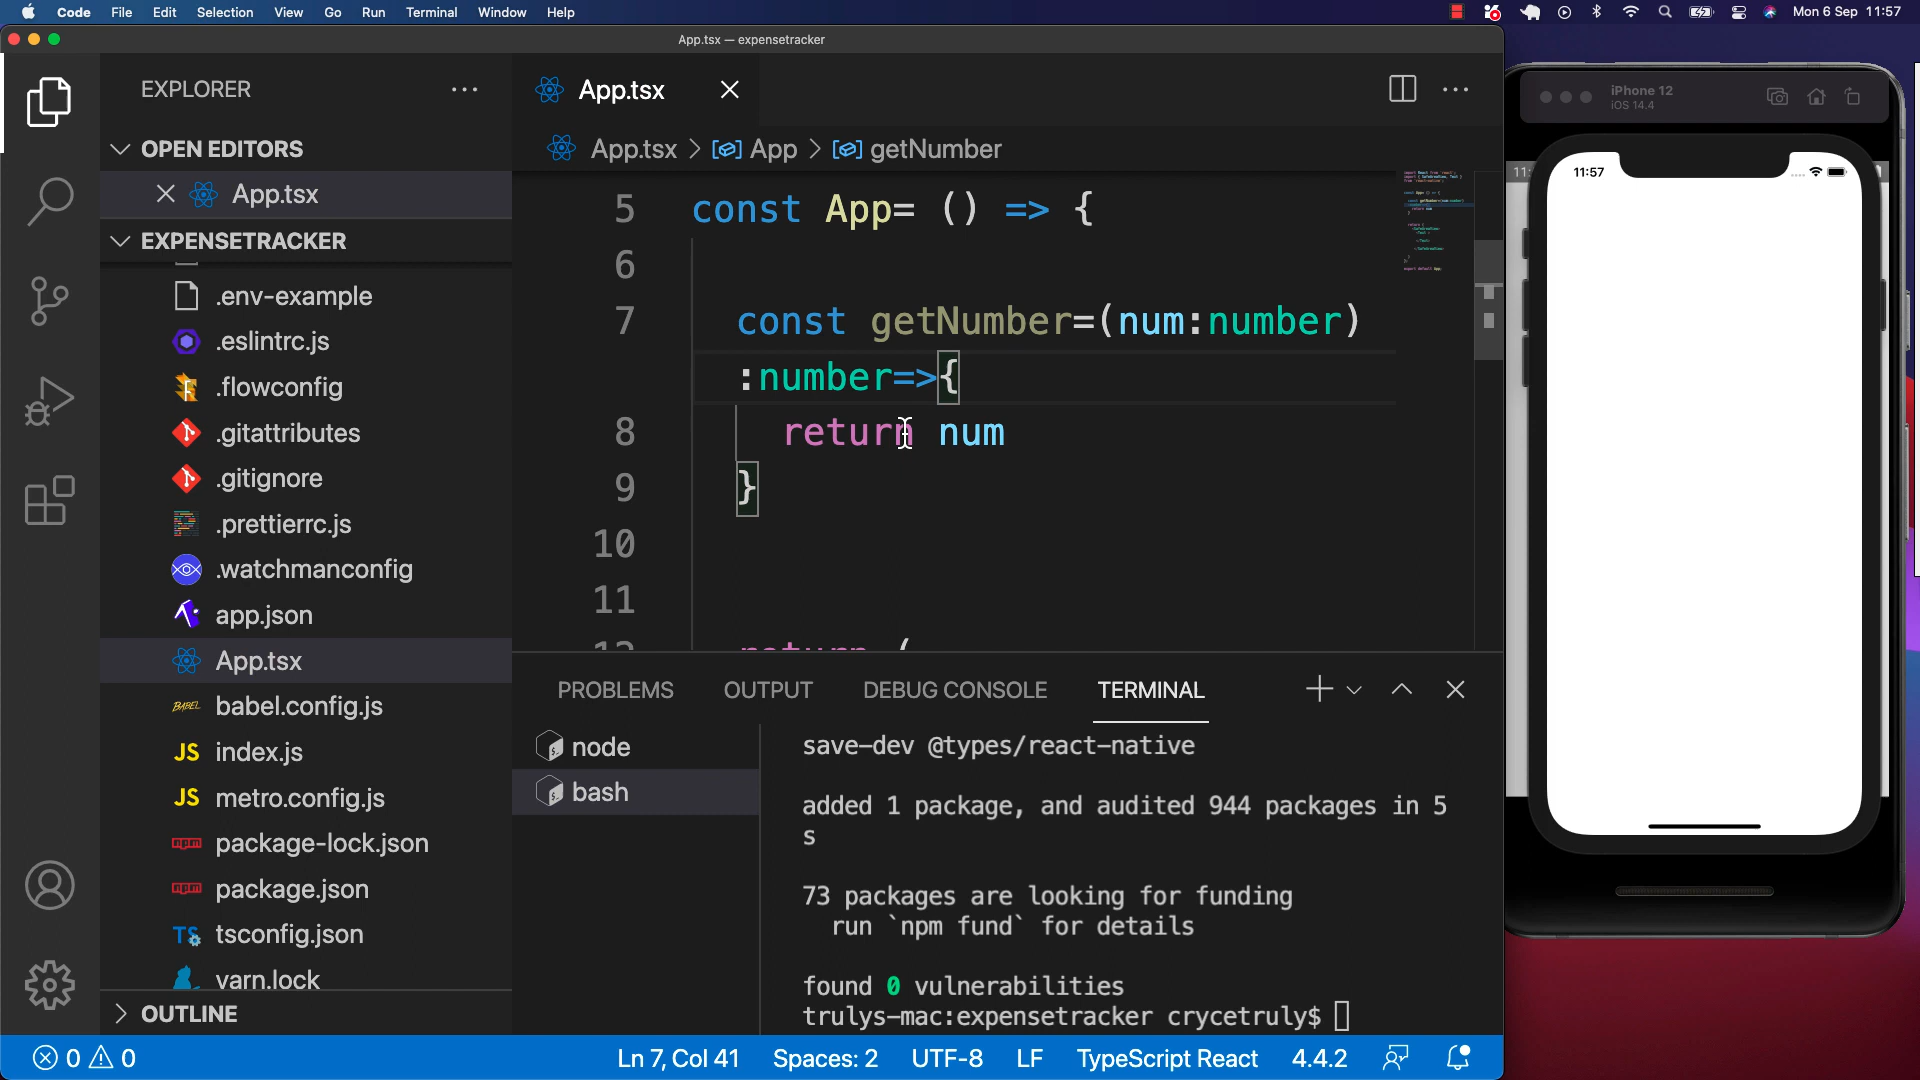 Code File Edit Selection View Go Run Terminal Window Help Mon 6 Sep 11:57
App.tsx — expensetracker
EXPLORER
OPEN EDITORS
App.tsx
EXPENSETRACKER
.env-example
.eslintrc.js
.flowconfig
.gitattributes
.gitignore
.prettierrc.js
.watchmanconfig
app.json
App.tsx
babel.config.js
index.js
metro.config.js
package-lock.json
package.json
tsconfig.json
yarn.lock
OUTLINE
App.tsx
App.tsx > App > getNumber
5 const App= () => {
6
7 const getNumber=(num:number)
:number=>{
8 return num
9 }
10
11
12 return (
PROBLEMS OUTPUT DEBUG CONSOLE TERMINAL
node
bash
save-dev @types/react-native
added 1 package, and audited 944 packages in 5
s
73 packages are looking for funding
run `npm fund` for details
found 0 vulnerabilities
trulys-mac:expensetracker crycetruly$
0 0 Ln 7, Col 41 Spaces: 2 UTF-8 LF TypeScript React 4.4.2
iPhone 12
iOS 14.4
11:57